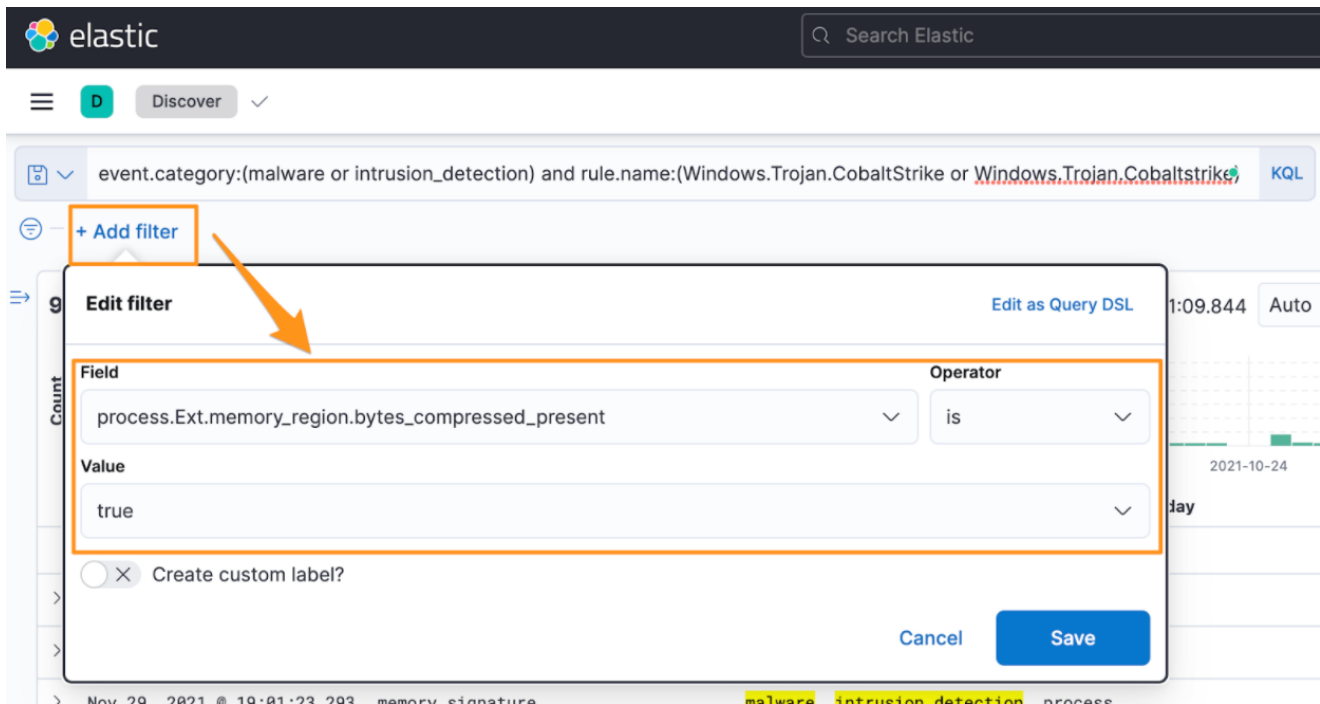 elastic
Search Elastic
D Discover
event.category:(malware or intrusion_detection) and rule.name:(Windows.Trojan.CobaltStrike or Windows.Trojan.Cobaltstrike) KQL
+ Add filter
9 Edit filter Edit as Query DSL 1:09.844 Auto
Field Operator
Count
process.Ext.memory_region.bytes_compressed_present is
Value
2021-10-24
true
day
Create custom label?
Cancel Save
Nov 29, 2021 @ 19:01:23.293 memory_signature malware, intrusion_detection, process